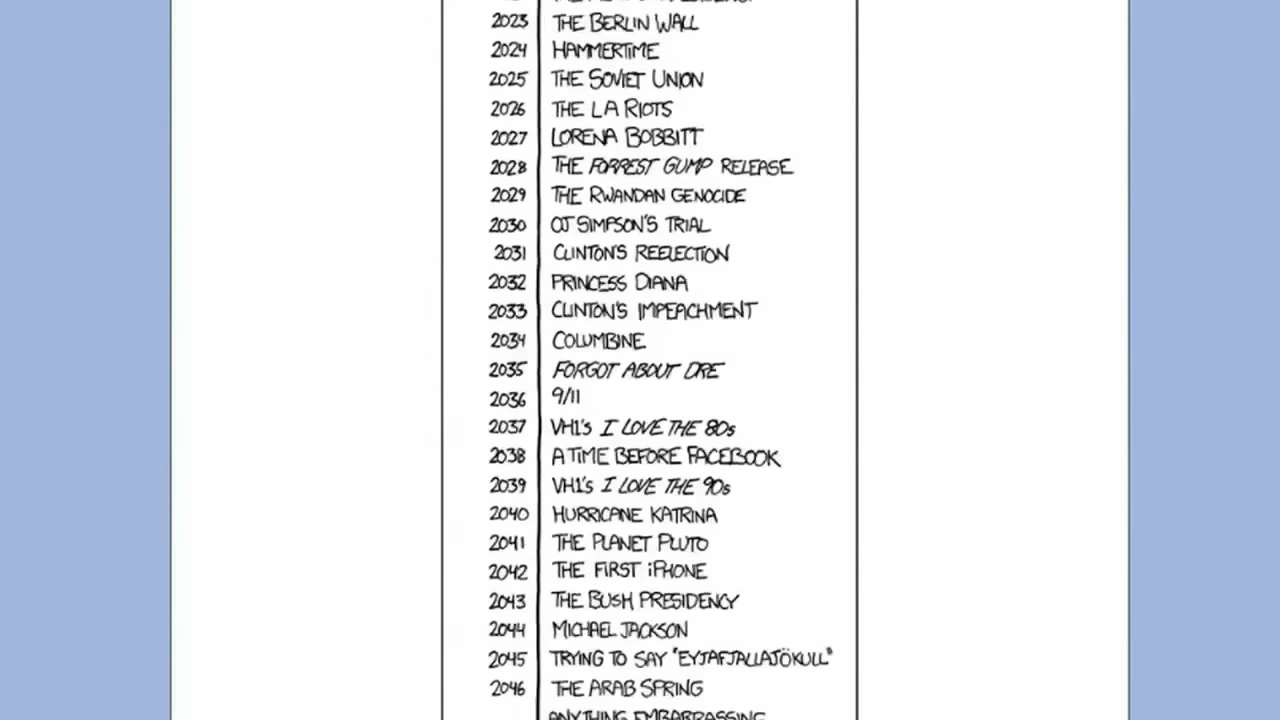 2023 THE BERLIN WALL
2024 HAMMERTIME
2025 THE SOVIET UNION
2026 THE LA RIOTS
2027 LORENA BOBBITT
2028 THE FORREST GUMP RELEASE
2029 THE RWANDAN GENOCIDE
2030 OJ SIMPSON'S TRIAL
2031 CLINTON'S REELECTION
2032 PRINCESS DIANA
2033 CLINTON'S IMPEACHMENT
2034 COLUMBINE
2035 FORGOT ABOUT DRE
2036 9/11
2037 VH1'S I LOVE THE 80s
2038 A TIME BEFORE FACEBOOK
2039 VH1'S I LOVE THE 90s
2040 HURRICANE KATRINA
2041 THE PLANET PLUTO
2042 THE FIRST iPHONE
2043 THE BUSH PRESIDENCY
2044 MICHAEL JACKSON
2045 TRYING TO SAY "EYJAFJALLAJÖKULL"
2046 THE ARAB SPRING
ANYTHING EMBARRASSING